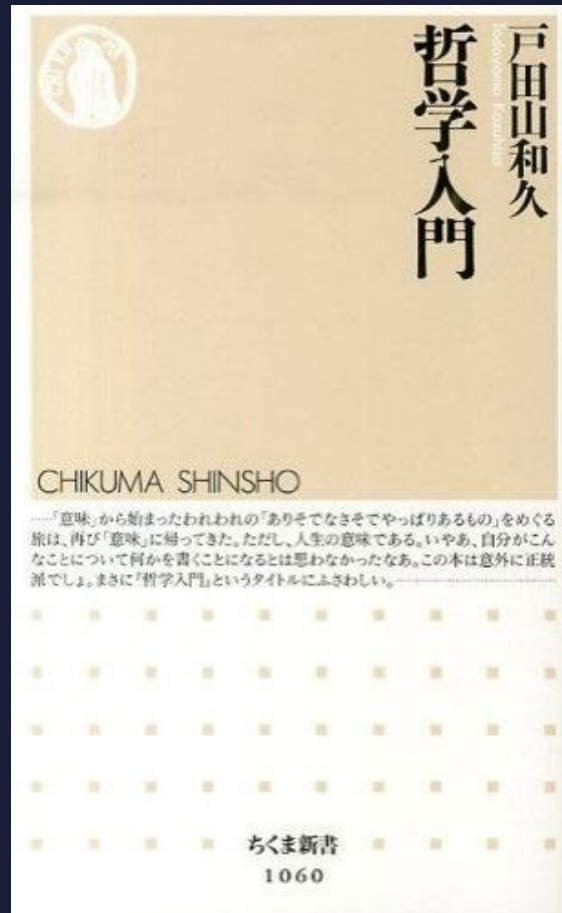 戸田山和久
Todayama Kazuhisa
哲学入門
CHIKUMA SHINSHO
……「意味」から始まったわれわれの「ありそでなさそでやっぱりあるもの」をめぐる
旅は、再び「意味」に帰ってきた。ただし、人生の意味である。いやあ、自分がこん
なことについて何かを書くことになるとは思わなかったなあ。この本は意外に正統
派でしょ。まさに『哲学入門』というタイトルにふさわしい。
ちくま新書
1060